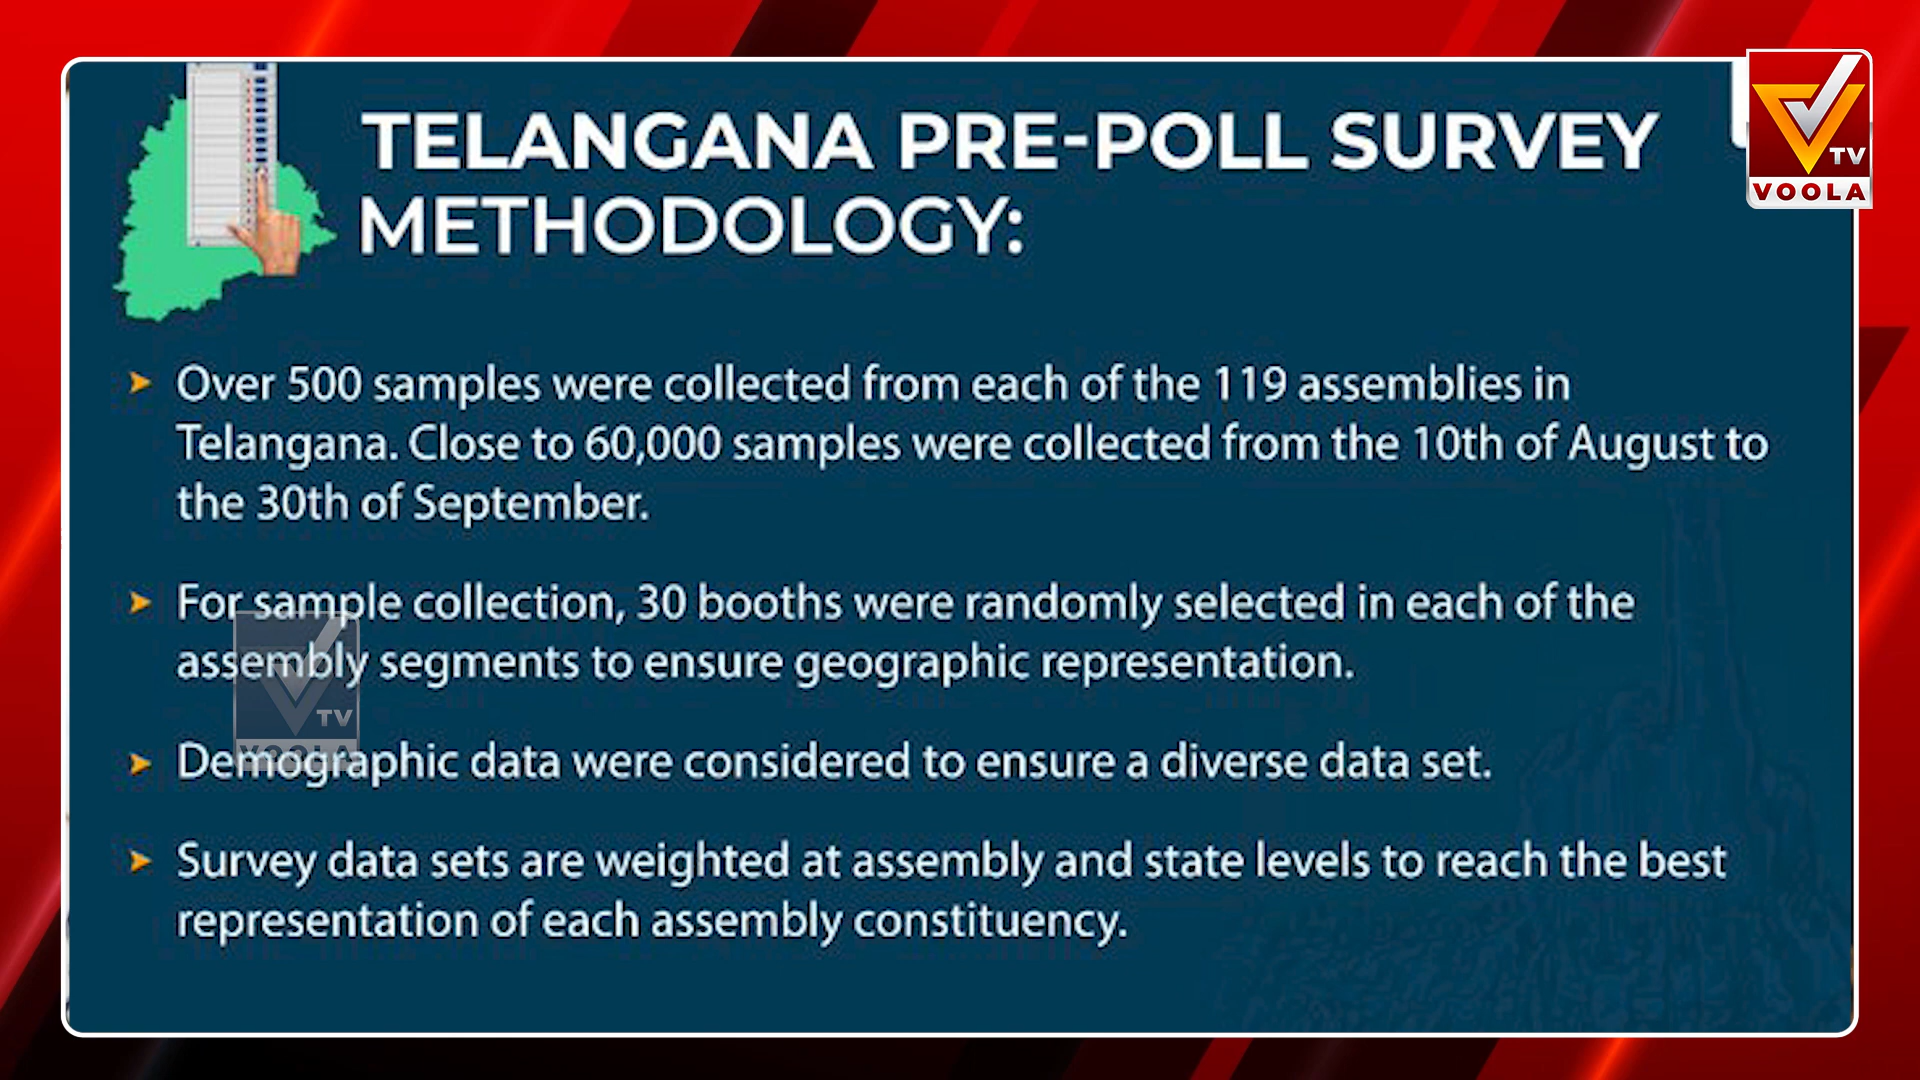 TELANGANA PRE-POLL SURVEY
METHODOLOGY:
TV
VOOLA
➤ Over 500 samples were collected from each of the 119 assemblies in
Telangana. Close to 60,000 samples were collected from the 10th of August to
the 30th of September.
➤ For sample collection, 30 booths were randomly selected in each of the
assembly segments to ensure geographic representation.
TV
VOOLA
➤ Demographic data were considered to ensure a diverse data set.
➤ Survey data sets are weighted at assembly and state levels to reach the best
representation of each assembly constituency.